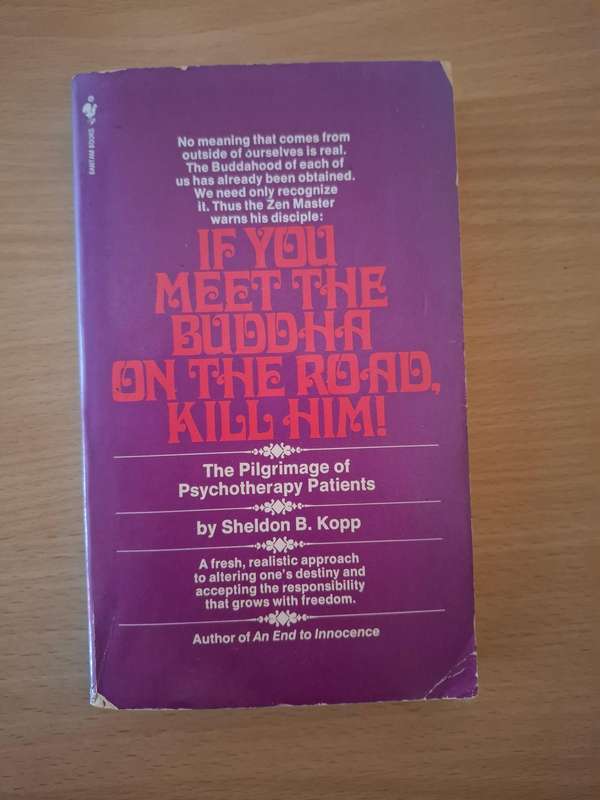 BANTAM BOOKS
No meaning that comes from
outside of ourselves is real.
The Buddahood of each of
us has already been obtained.
We need only recognize
it. Thus the Zen Master
warns his disciple:
IF YOU
MEET THE
BUDDHA
ON THE ROAD,
KILL HIM!
The Pilgrimage of
Psychotherapy Patients
by Sheldon B. Kopp
A fresh, realistic approach
to altering one's destiny and
accepting the responsibility
that grows with freedom.
Author of An End to Innocence